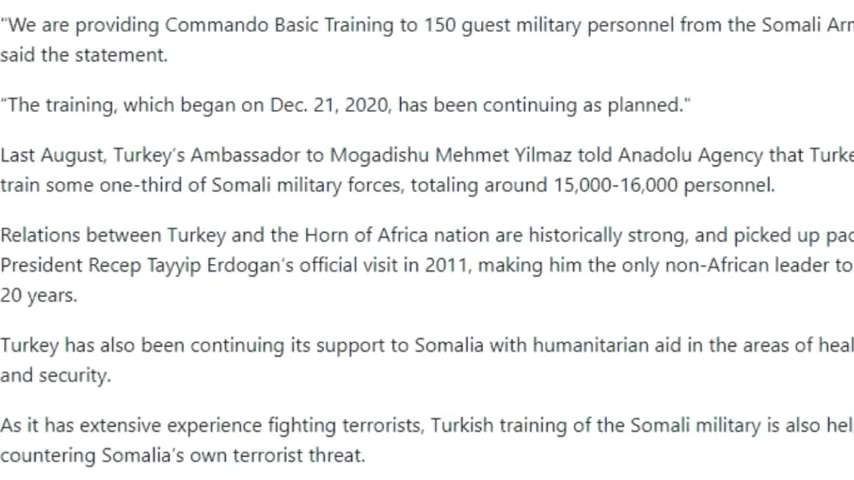 "We are providing Commando Basic Training to 150 guest military personnel from the Somali
said the statement.
"The training, which began on Dec. 21, 2020, has been continuing as planned."
Last August, Turkey's Ambassador to Mogadishu Mehmet Yilmaz told Anadolu Agency that
train some one-third of Somali military forces, totaling around 15,000-16,000 personnel.
Relations between Turkey and the Horn of Africa nation are historically strong, and picked up
President Recep Tayyip Erdogan's official visit in 2011, making him the only non-African leader to
20 years.
Turkey has also been continuing its support to Somalia with humanitarian aid in the areas of
and security.
As it has extensive experience fighting terrorists, Turkish training of the Somali military is also
countering Somalia's own terrorist threat.